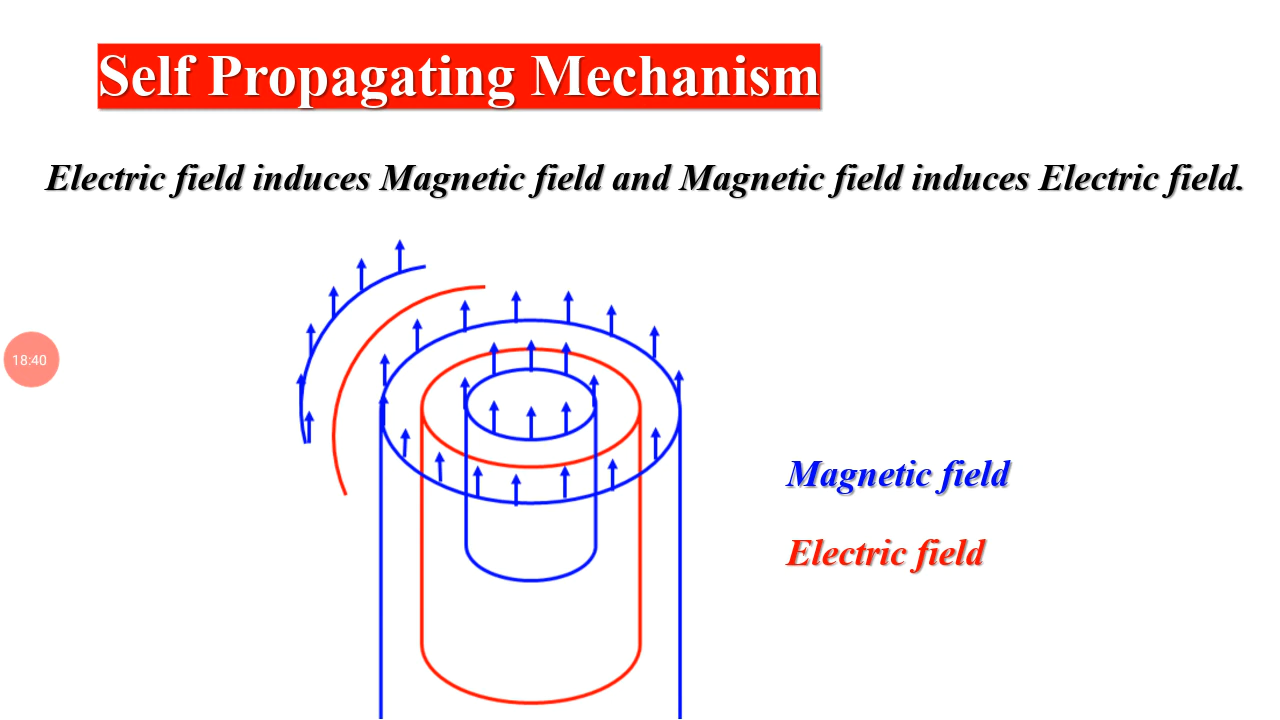 Self Propagating Mechanism
Electric field induces Magnetic field and Magnetic field induces Electric field.
18:40
Magnetic field
Electric field